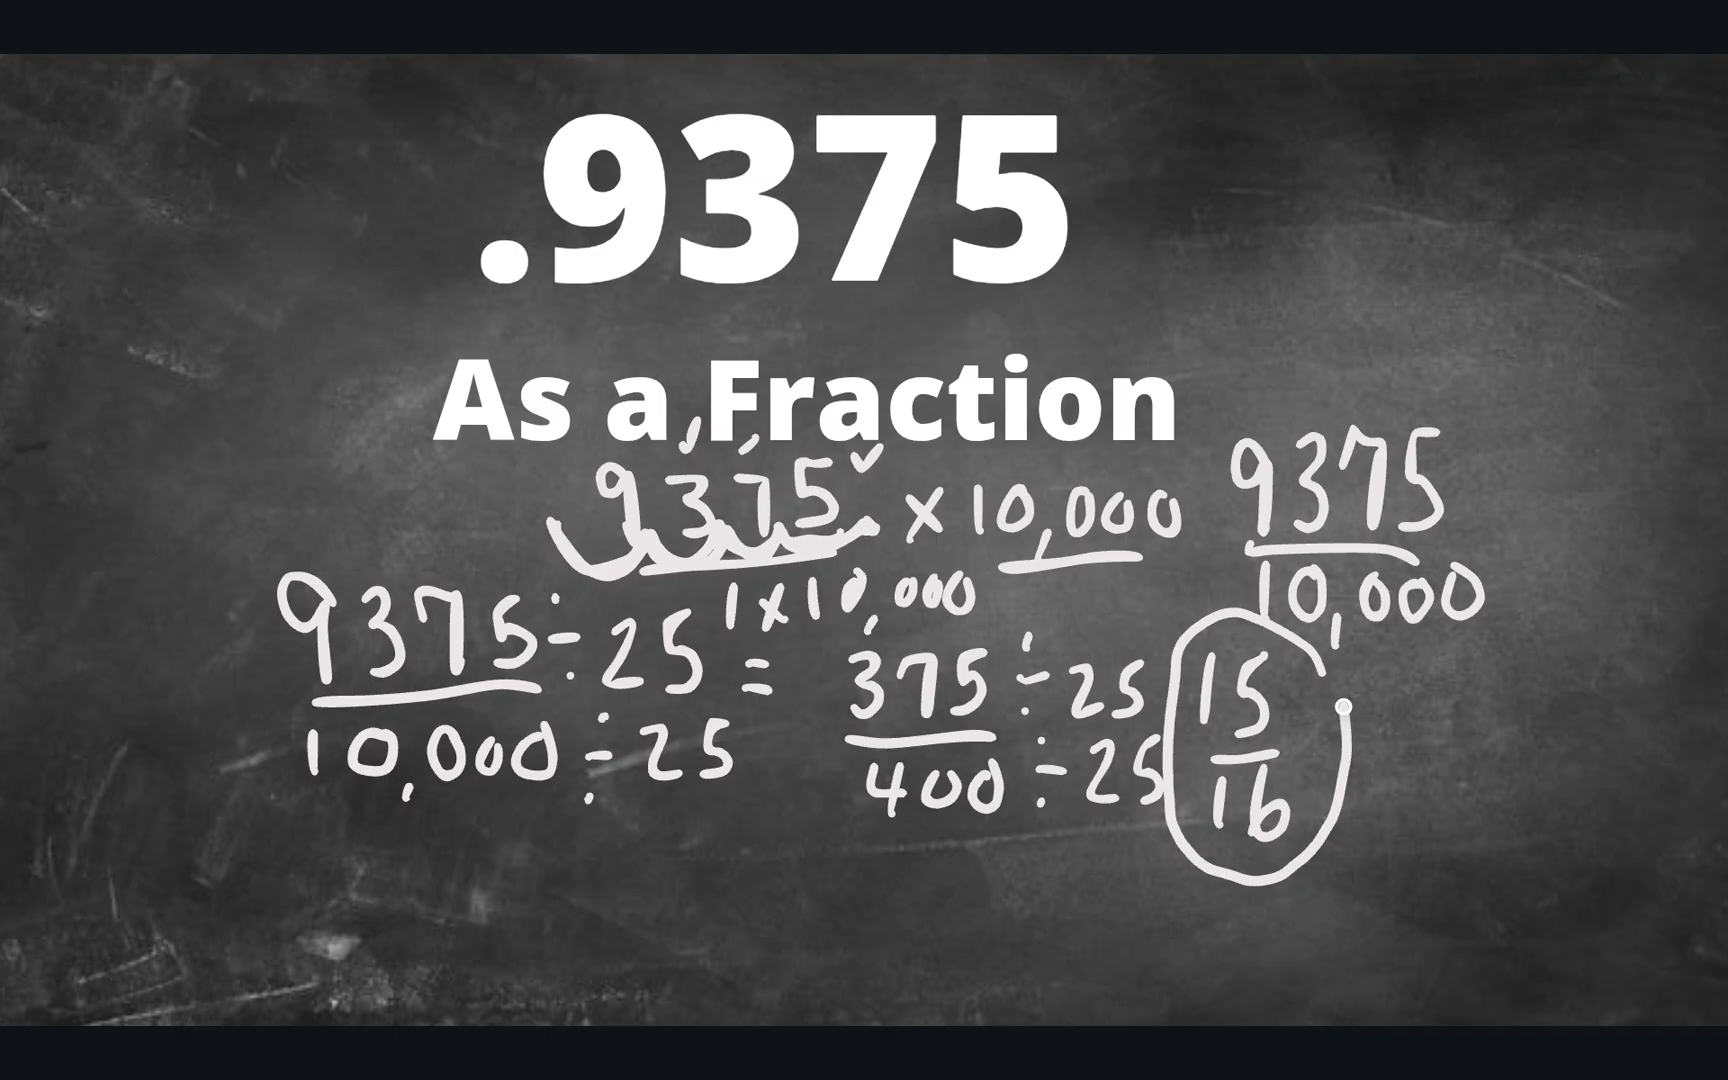 .9375
As a Fraction
9375 × 10,000
1 × 10,000
9375
10,000
9375 ÷ 25 =
10,000 ÷ 25
375 ÷ 25
400 ÷ 25
15
16